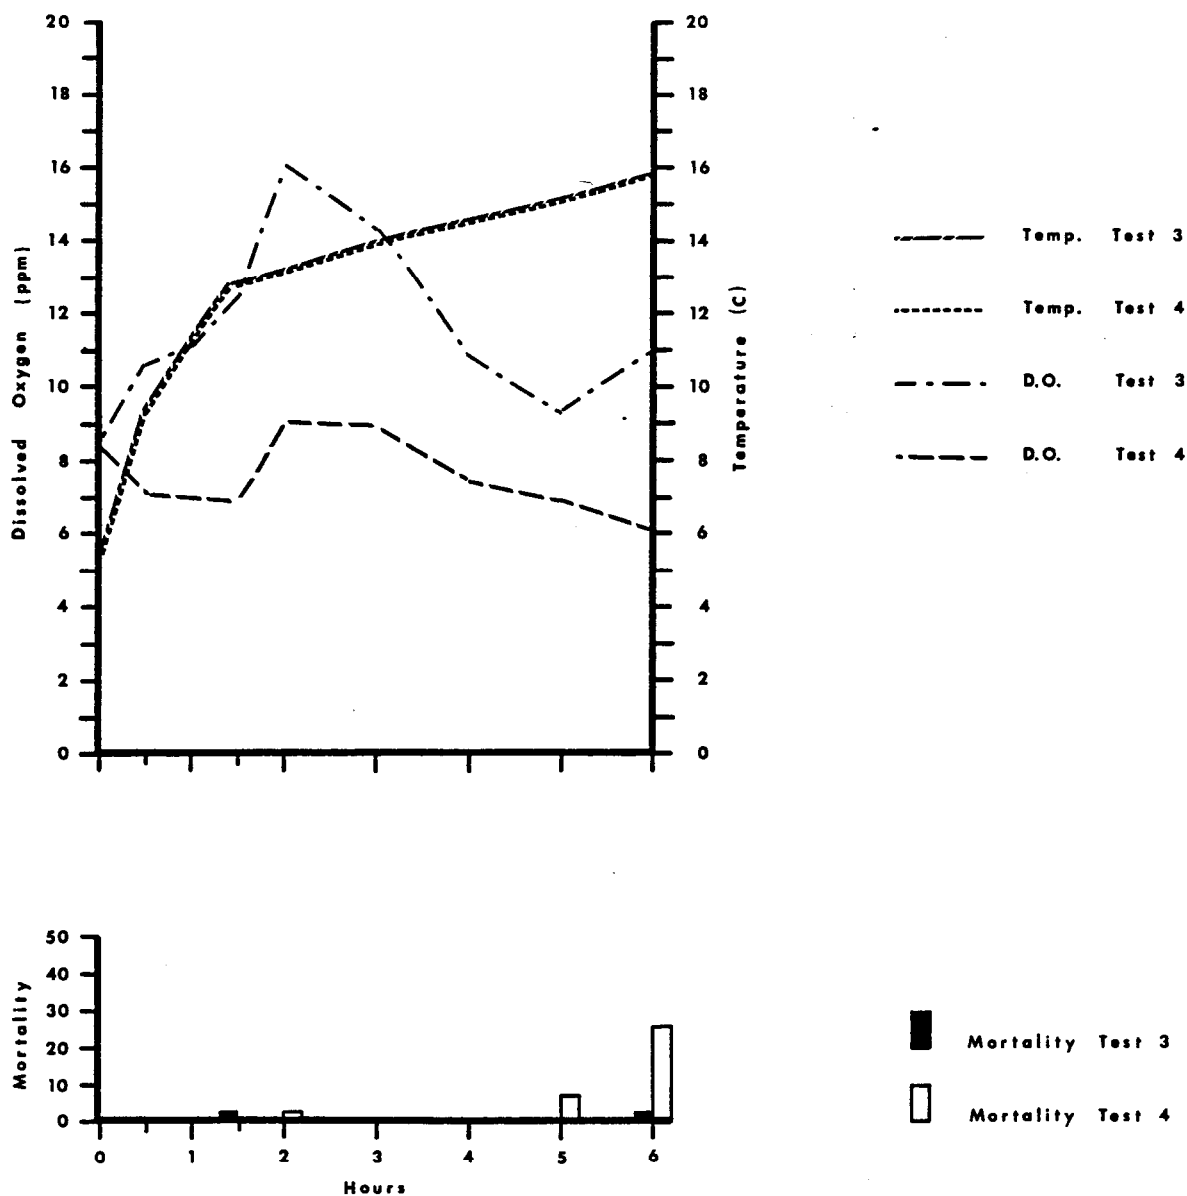 20
18
16
14
12
10
8
6
4
2
0
Dissolved Oxygen (ppm)
20
18
16
14
12
10
8
6
4
2
0
Temperature (C)
Temp. Test 3
Temp. Test 4
D.O. Test 3
D.O. Test 4
50
40
30
20
10
0
Mortality
0 1 2 3 4 5 6
Hours
Mortality Test 3
Mortality Test 4